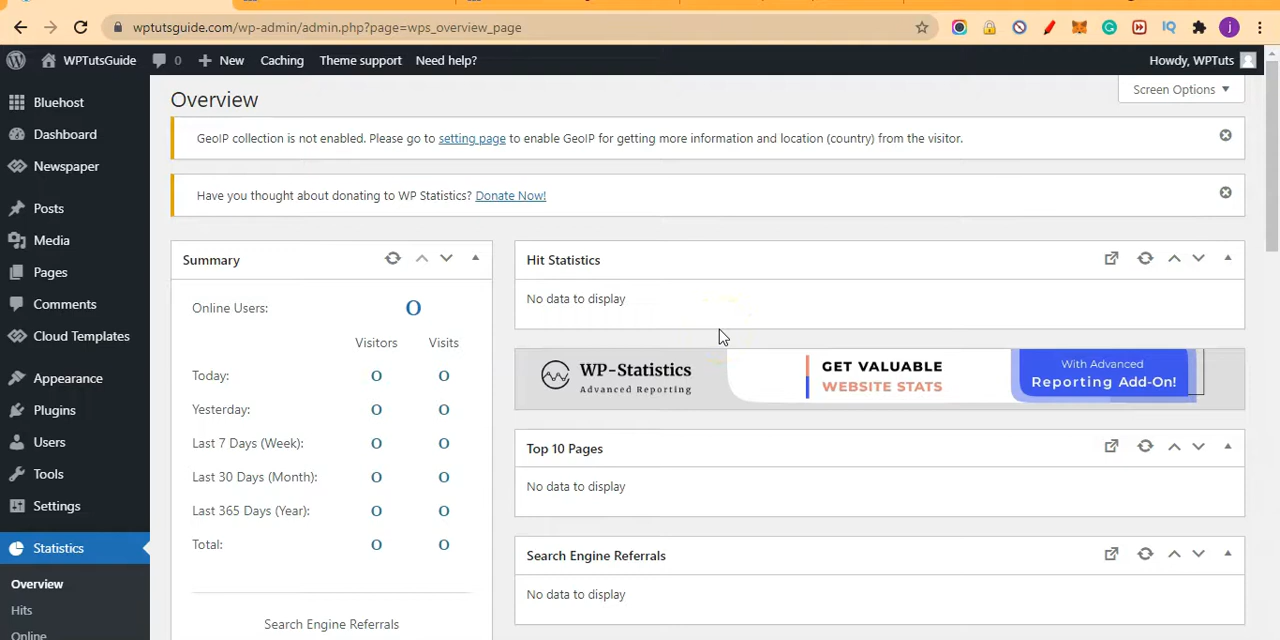 wptutsguide.com/wp-admin/admin.php?page=wps_overview_page
WPTutsGuide
0
New
Caching
Theme support
Need help?
Howdy, WPTuts
Bluehost
Dashboard
Newspaper
Posts
Media
Pages
Comments
Cloud Templates
Appearance
Plugins
Users
Tools
Settings
Statistics
Overview
Hits
Online
Overview
Screen Options
GeoIP collection is not enabled. Please go to setting page to enable GeoIP for getting more information and location (country) from the visitor.
Have you thought about donating to WP Statistics? Donate Now!
Summary
Online Users: 0
Visitors Visits
Today: 0 0
Yesterday: 0 0
Last 7 Days (Week): 0 0
Last 30 Days (Month): 0 0
Last 365 Days (Year): 0 0
Total: 0 0
Search Engine Referrals
Hit Statistics
No data to display
WP-Statistics
Advanced Reporting
GET VALUABLE
WEBSITE STATS
With Advanced
Reporting Add-On!
Top 10 Pages
No data to display
Search Engine Referrals
No data to display